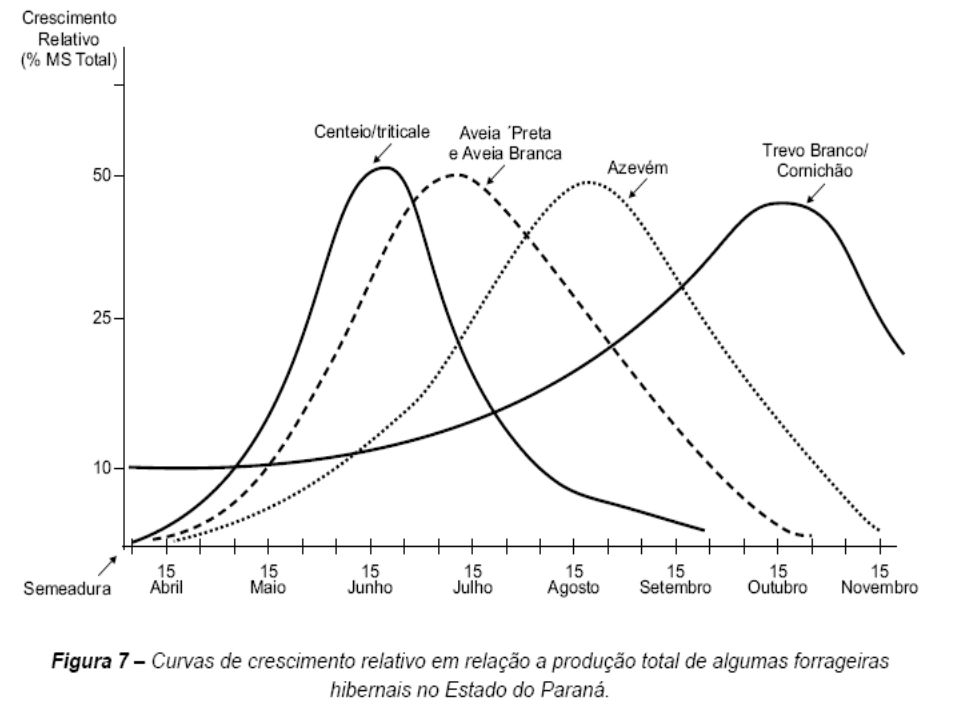 Crescimento
Relativo
(% MS Total)
Centeio/triticale
Aveia ´Preta
e Aveia Branca
Azevém
Trevo Branco/
Cornichão
50
25
10
Semeadura
15
Abril
15
Maio
15
Junho
15
Julho
15
Agosto
15
Setembro
15
Outubro
15
Novembro
Figura 7 – Curvas de crescimento relativo em relação a produção total de algumas forrageiras
hibernais no Estado do Paraná.